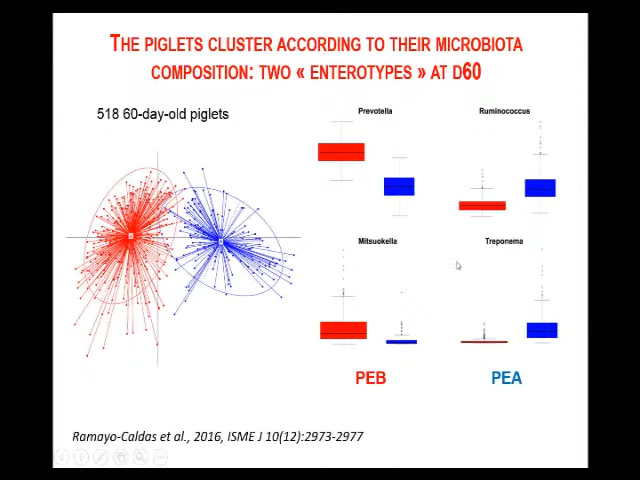 THE PIGLETS CLUSTER ACCORDING TO THEIR MICROBIOTA
COMPOSITION: TWO « ENTEROTYPES » AT D60
518 60-day-old piglets
Prevotella
Ruminococcus
Mitsuokella
Treponema
PEB
PEA
Ramayo-Caldas et al., 2016, ISME J 10(12):2973-2977